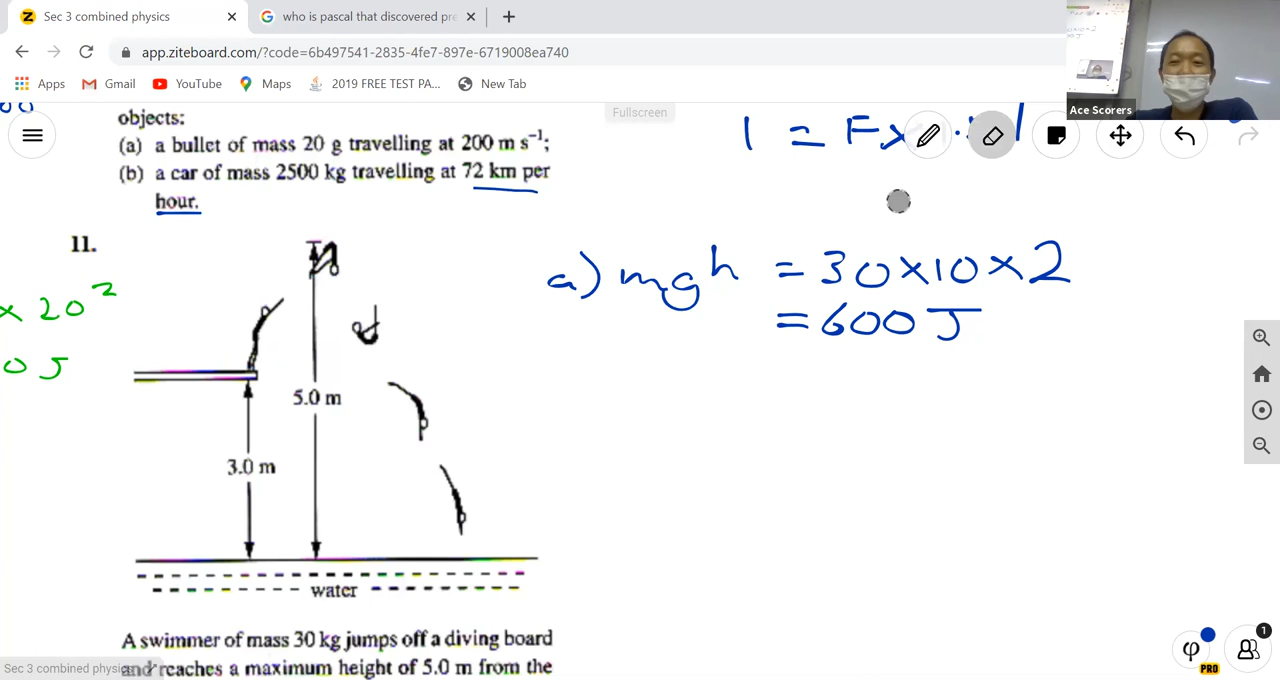 Sec 3 combined physics
who is pascal that discovered pre
app.ziteboard.com/?code=6b497541-2835-4fe7-897e-6719008ea740
Apps
Gmail
YouTube
Maps
2019 FREE TEST PA...
New Tab
Fullscreen
Ace Scorers
objects:
(a) a bullet of mass 20 g travelling at 200 m s⁻¹;
(b) a car of mass 2500 kg travelling at 72 km per
hour.
11.
x 20²
0 J
5.0 m
3.0 m
water
A swimmer of mass 30 kg jumps off a diving board
and reaches a maximum height of 5.0 m from the
= F x
a) mgh = 30 x 10 x 2
= 600 J
Sec 3 combined physics
PRO
1